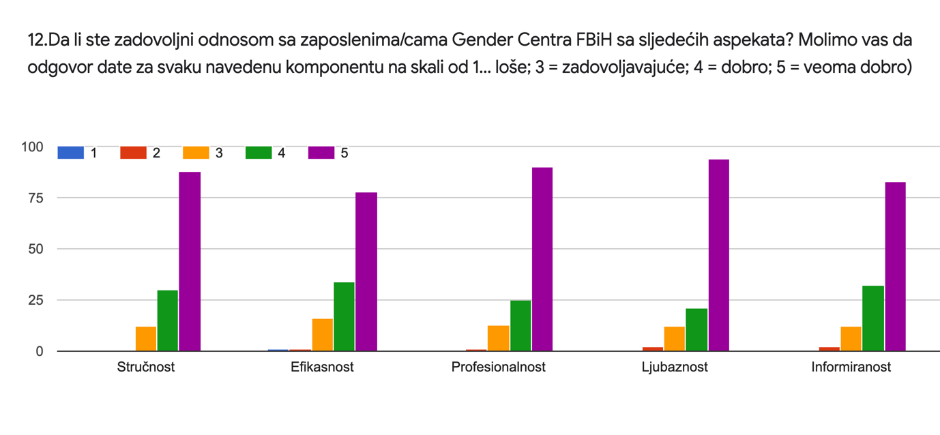 12.Da li ste zadovoljni odnosom sa zaposlenima/cama Gender Centra FBiH sa sljedećih aspekata? Molimo vas da
odgovor date za svaku navedenu komponentu na skali od 1... loše; 3 = zadovoljavajuće; 4 = dobro; 5 = veoma dobro)
100
1 2 3 4 5
75
50
25
0
Stručnost Efikasnost Profesionalnost Ljubaznost Informiranost